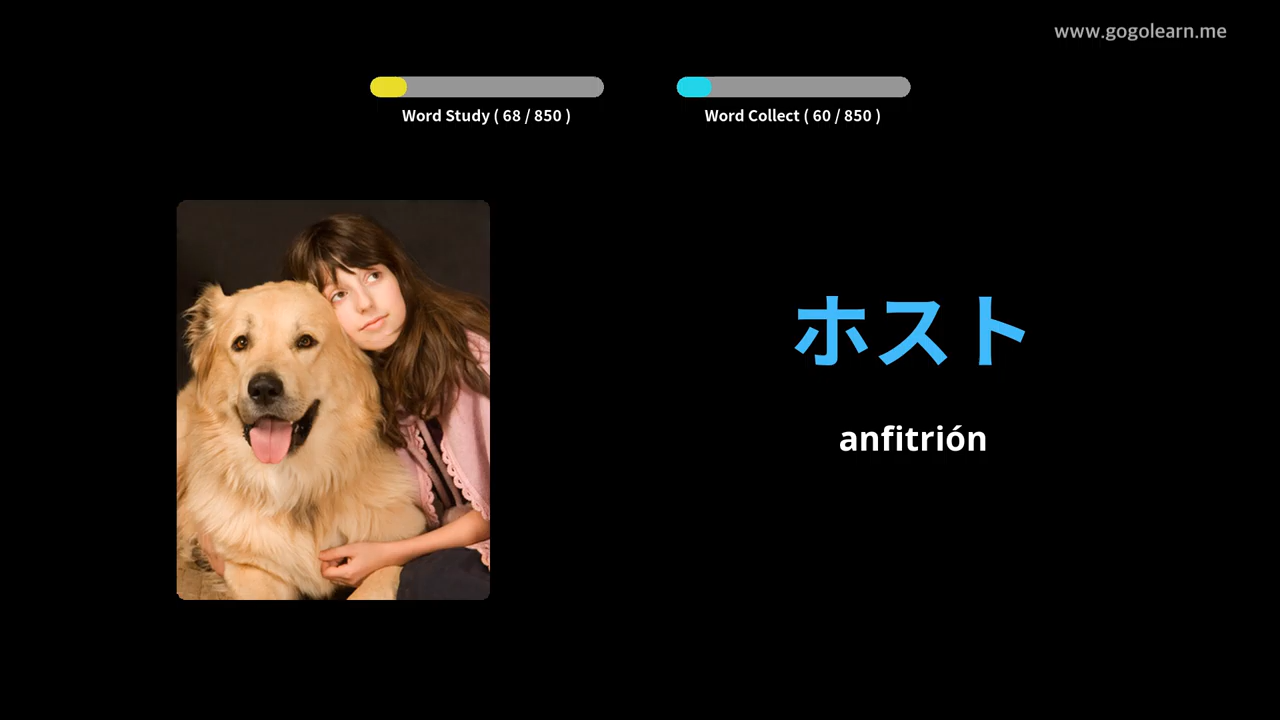 www.gogolearn.me
Word Study ( 68 / 850 )
Word Collect ( 60 / 850 )
ホスト
anfitrión